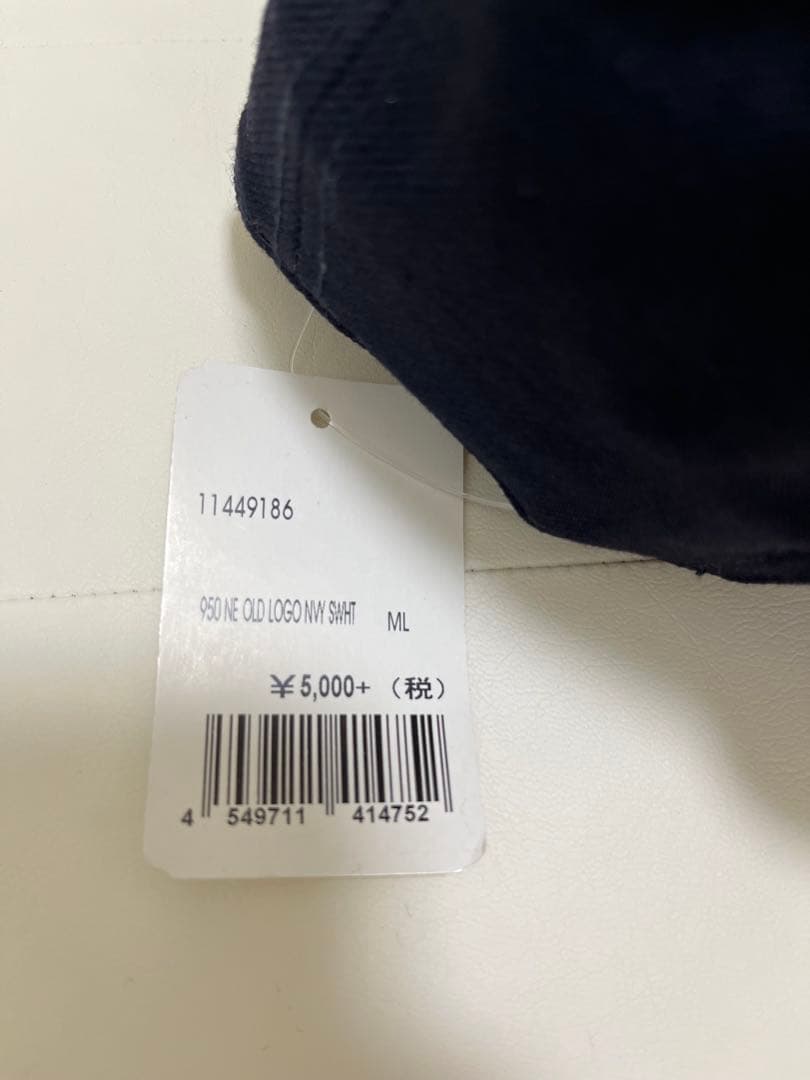 11449186
950 NE OLD LOGO NVY SWHT ML
¥5,000+（税）
4 549711 414752